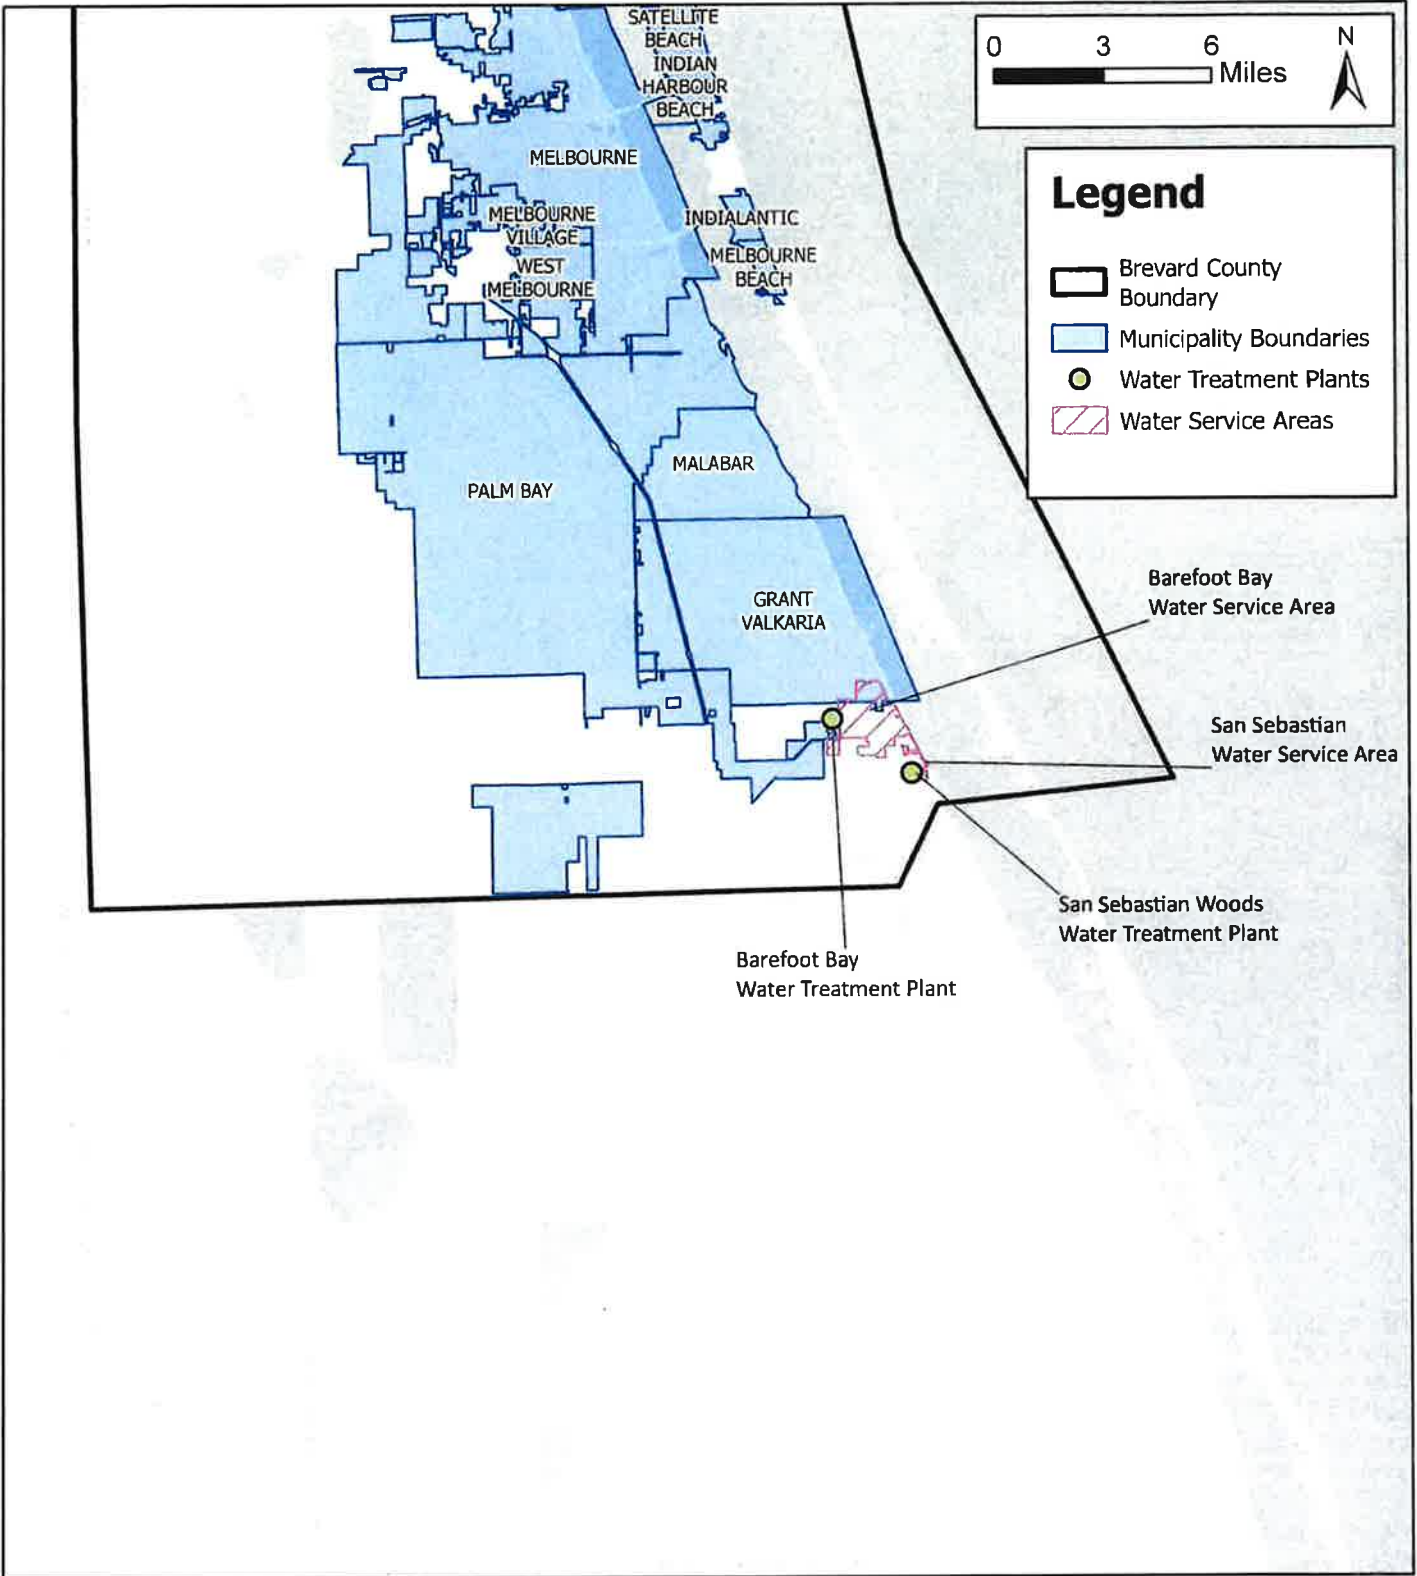 SATELLITE
BEACH
INDIAN
HARBOUR
BEACH
0 3 6
Miles
N
MELBOURNE
Legend
Brevard County
Boundary
Municipality Boundaries
Water Treatment Plants
Water Service Areas
MELBOURNE
VILLAGE
WEST
MELBOURNE
INDIALANTIC
MELBOURNE
BEACH
MALABAR
PALM BAY
GRANT
VALKARIA
Barefoot Bay
Water Service Area
San Sebastian
Water Service Area
San Sebastian Woods
Water Treatment Plant
Barefoot Bay
Water Treatment Plant